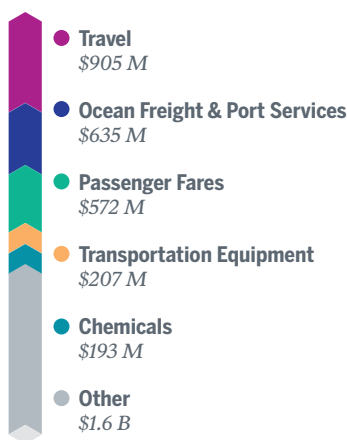 Travel
$905 M
Ocean Freight & Port Services
$635 M
Passenger Fares
$572 M
Transportation Equipment
$207 M
Chemicals
$193 M
Other
$1.6 B